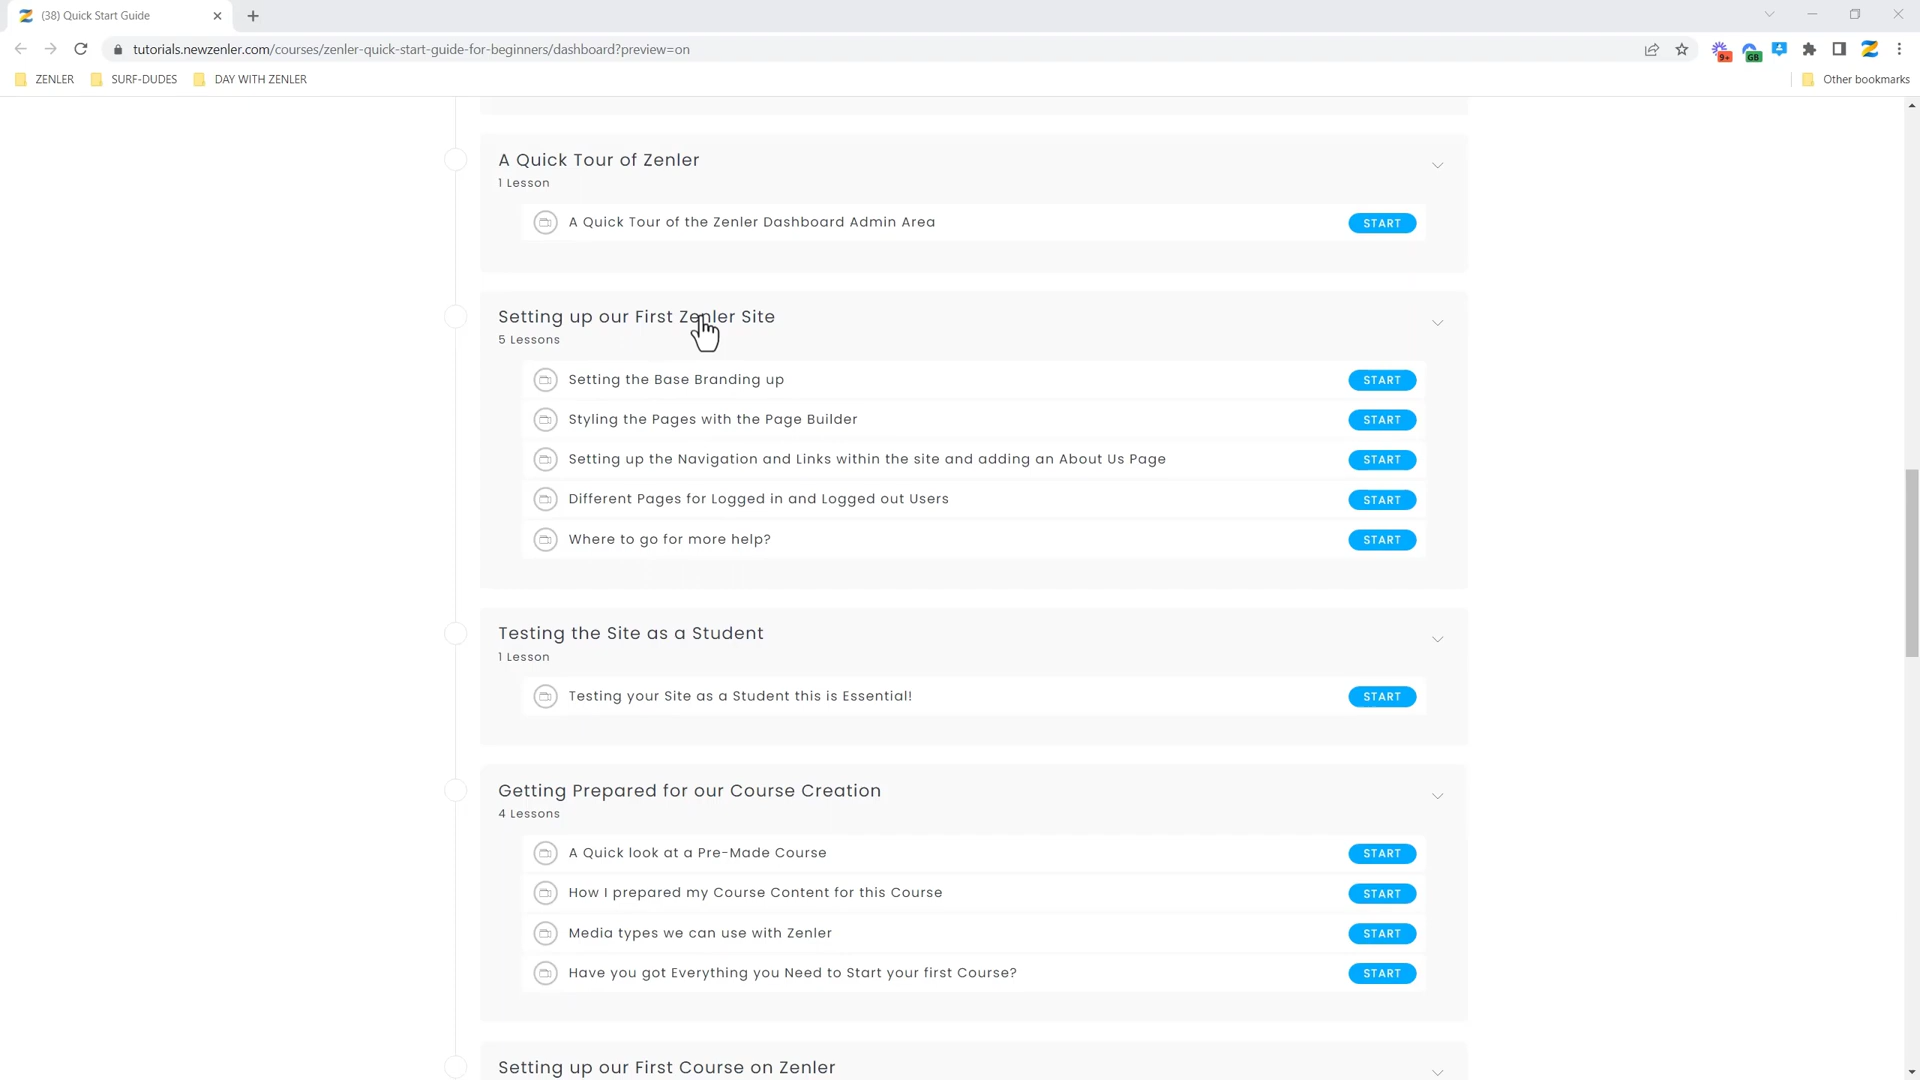 (38) Quick Start Guide
tutorials.newzenler.com/courses/zenler-quick-start-guide-for-beginners/dashboard?preview=on
9+
GB
ZENLER
SURF-DUDES
DAY WITH ZENLER
Other bookmarks
A Quick Tour of Zenler
1 Lesson
A Quick Tour of the Zenler Dashboard Admin Area
START
Setting up our First Zenler Site
5 Lessons
Setting the Base Branding up
START
Styling the Pages with the Page Builder
START
Setting up the Navigation and Links within the site and adding an About Us Page
START
Different Pages for Logged in and Logged out Users
START
Where to go for more help?
START
Testing the Site as a Student
1 Lesson
Testing your Site as a Student this is Essential!
START
Getting Prepared for our Course Creation
4 Lessons
A Quick look at a Pre-Made Course
START
How I prepared my Course Content for this Course
START
Media types we can use with Zenler
START
Have you got Everything you Need to Start your first Course?
START
Setting up our First Course on Zenler